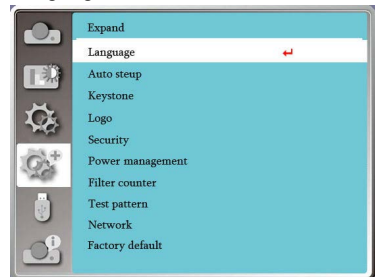 Expand
Language
Auto steup
Keystone
Logo
Security
Power management
Filter counter
Test pattern
Network
Factory default